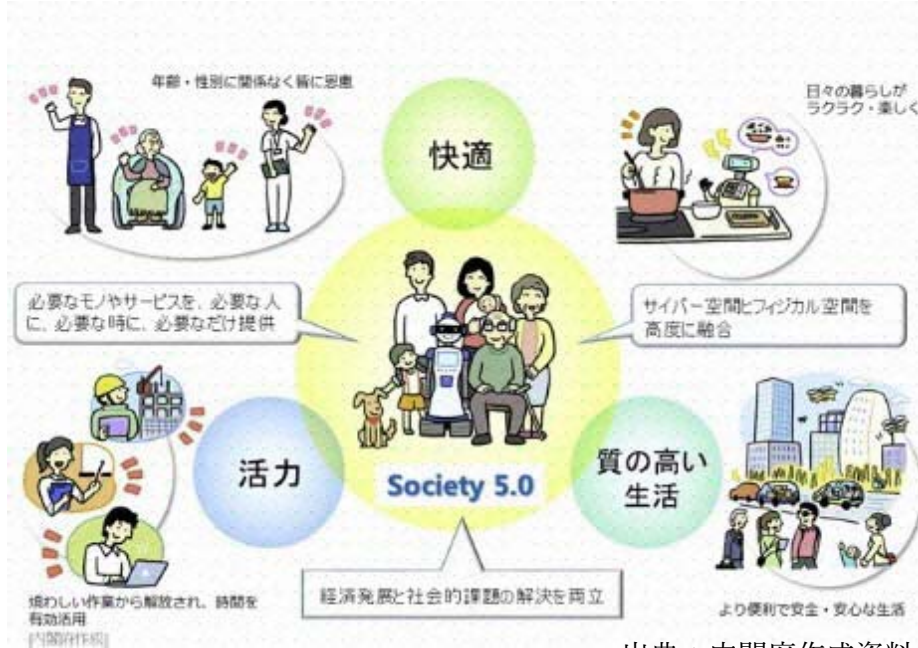 年齢・性別に関係なく皆に恩恵
快適
日々の暮らしが
ラクラク・楽しく
必要なモノやサービスを、必要な人
に、必要な時に、必要なだけ提供
サイバー空間とフィジカル空間を
高度に融合
活力
Society 5.0
質の高い
生活
経済発展と社会的課題の解決を両立
煩わしい作業から解放され、時間を
有効活用
[内閣府作成]
より便利で安全・安心な生活